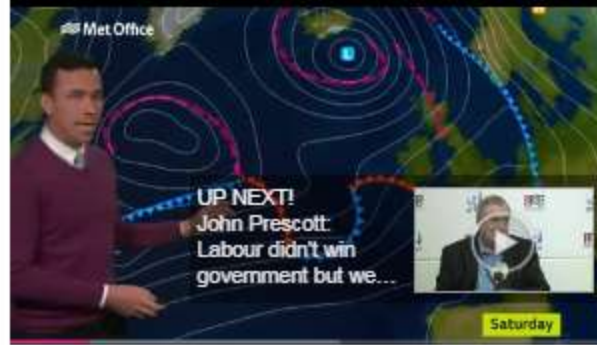 Met Office
L
UP NEXT!
John Prescott:
Labour didn't win
government but we...
Saturday